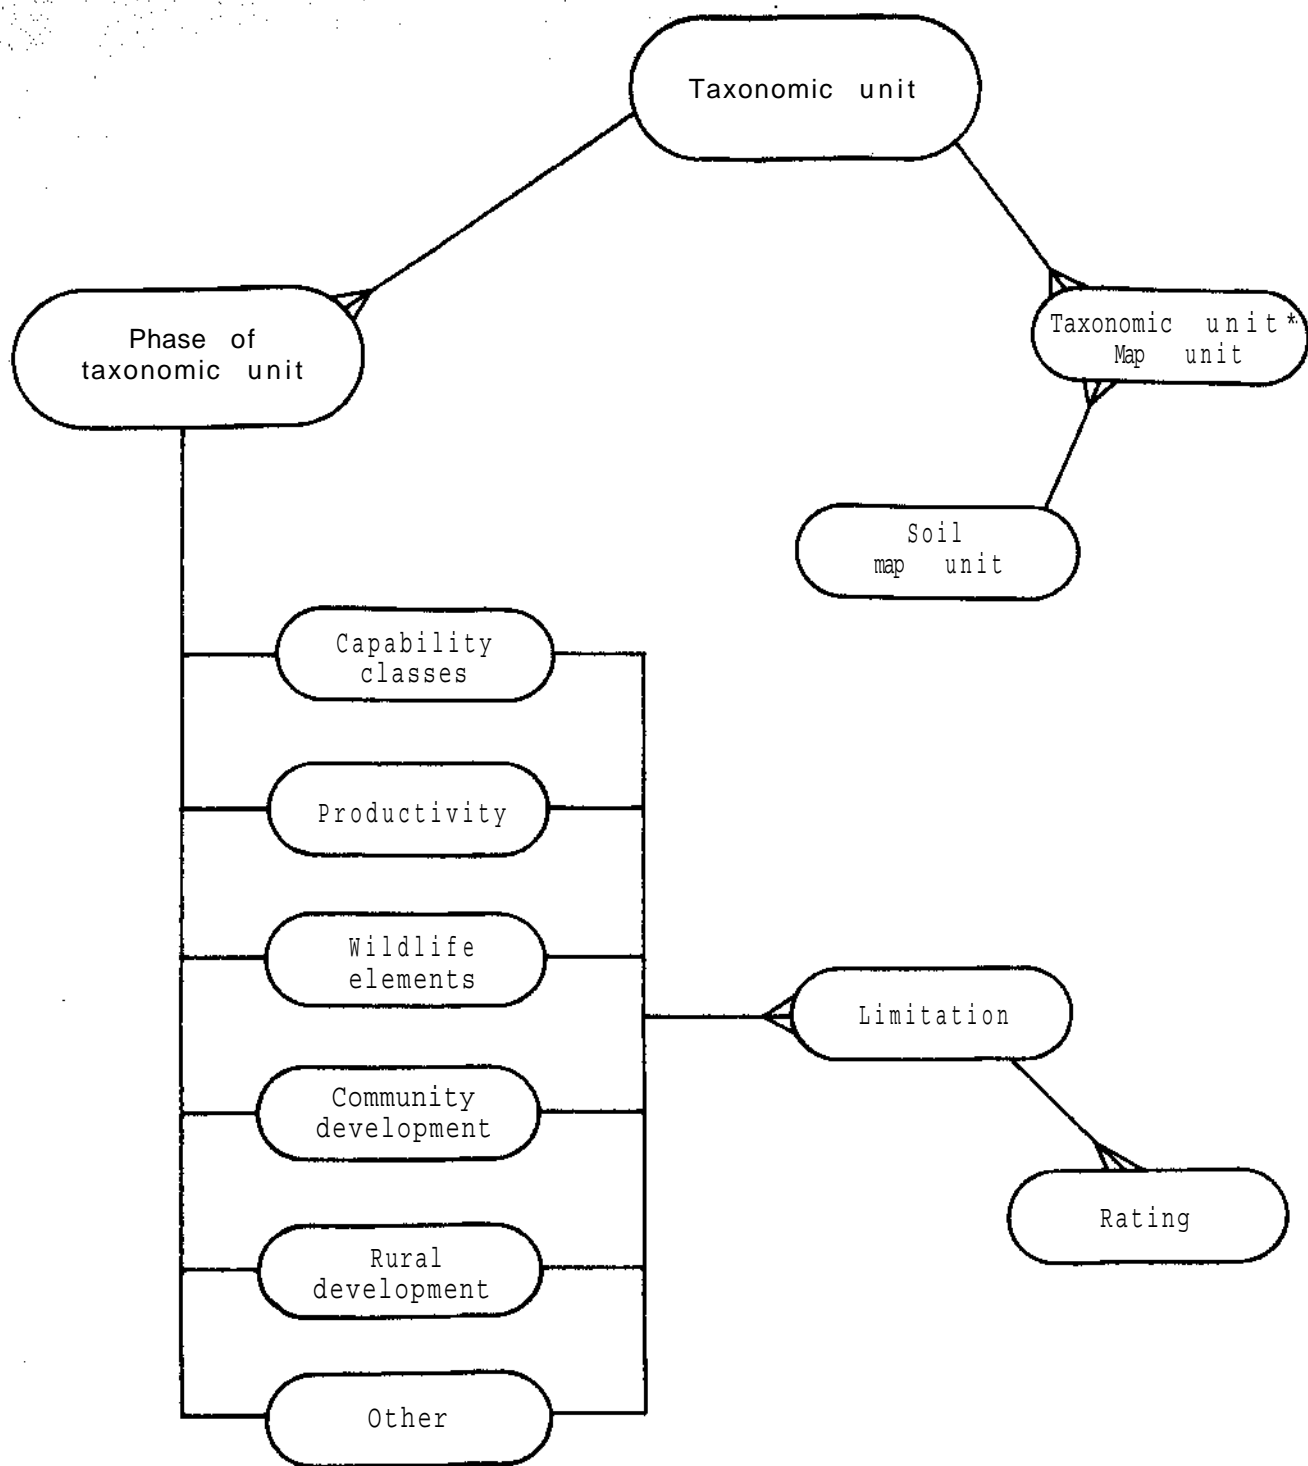 Taxonomic unit
Phase of
taxonomic unit
Taxonomic unit*
Map unit
Soil
map unit
Capability
classes
Productivity
Wildlife
elements
Limitation
Community
development
Rating
Rural
development
Other